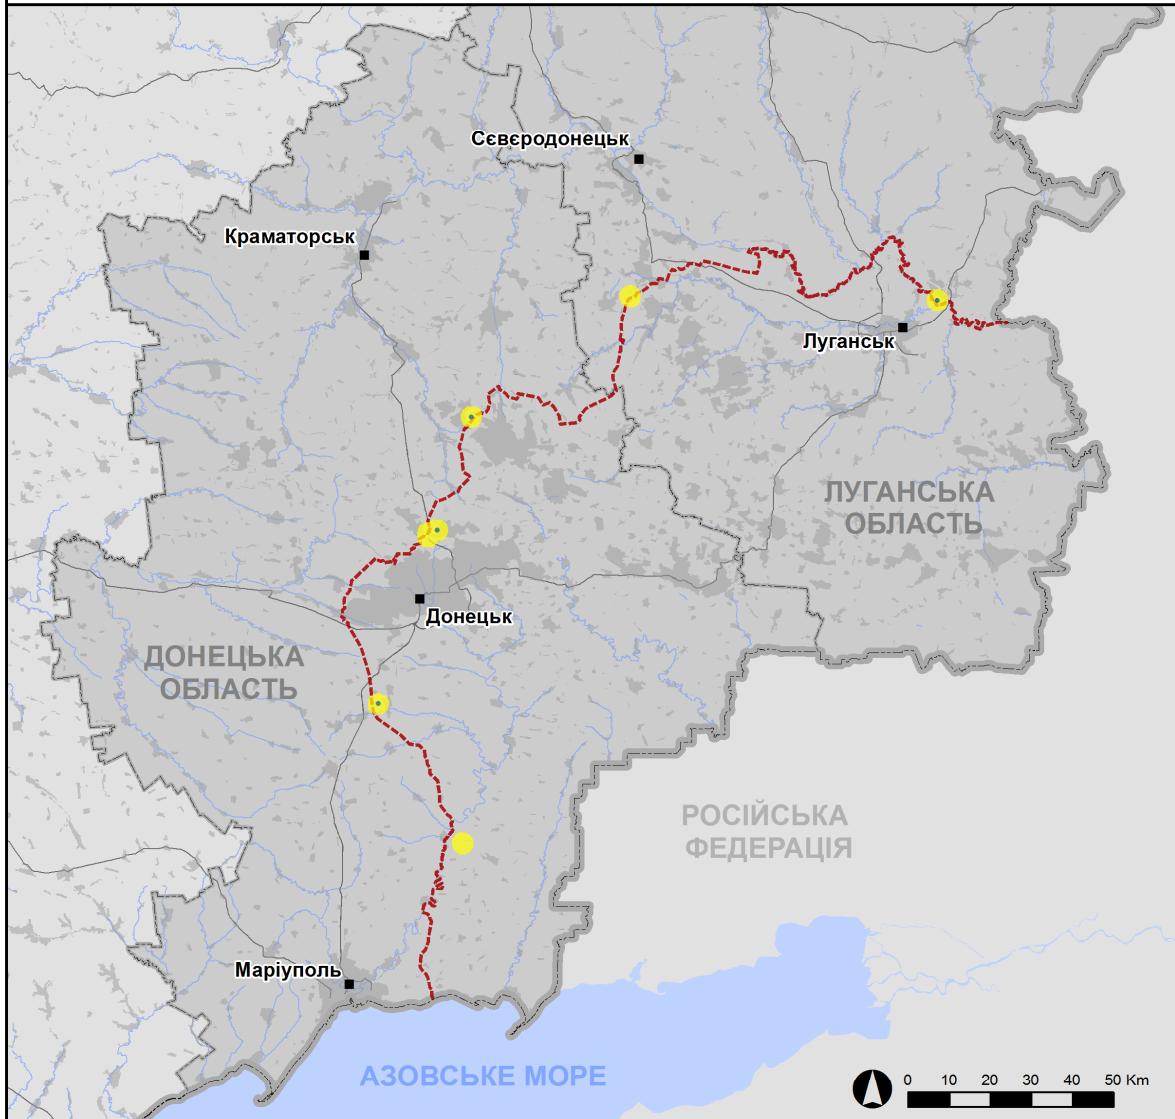 Сєвєродонецьк
Краматорськ
Луганськ
ЛУГАНСЬКА
ОБЛАСТЬ
Донецьк
ДОНЕЦЬКА
ОБЛАСТЬ
РОСІЙСЬКА
ФЕДЕРАЦІЯ
Маріуполь
АЗОВСЬКЕ МОРЕ
0 10 20 30 40 50 Km